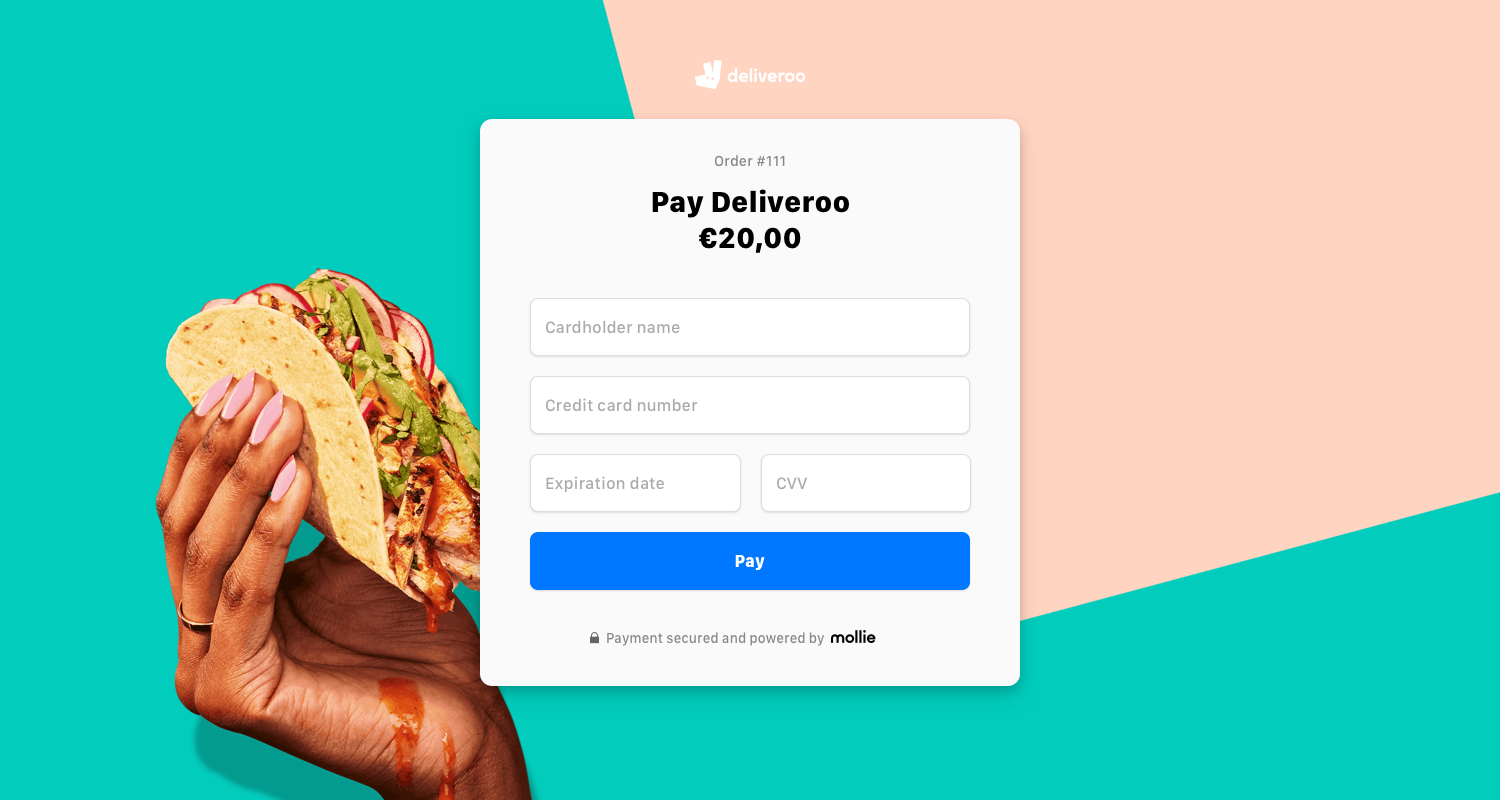 deliveroo
Order #111
Pay Deliveroo
€20,00
Cardholder name
Credit card number
Expiration date
CVV
Pay
Payment secured and powered by mollie